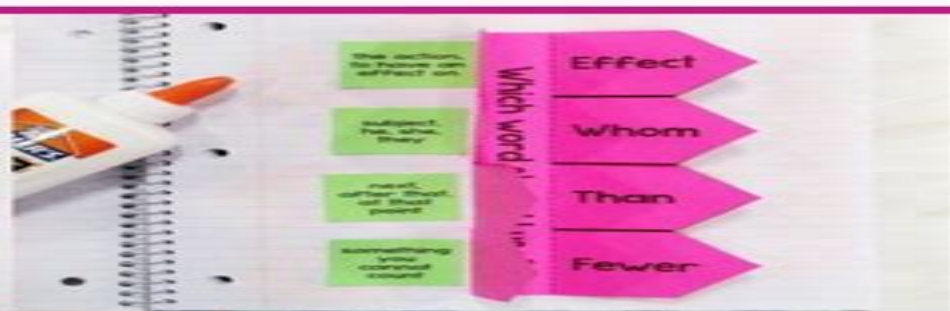 the action,
to have an
effect on
Effect
Which word
subject
he, she,
they
Whom
next,
after that,
at that
point
Than
something
you
cannot
count
Fewer